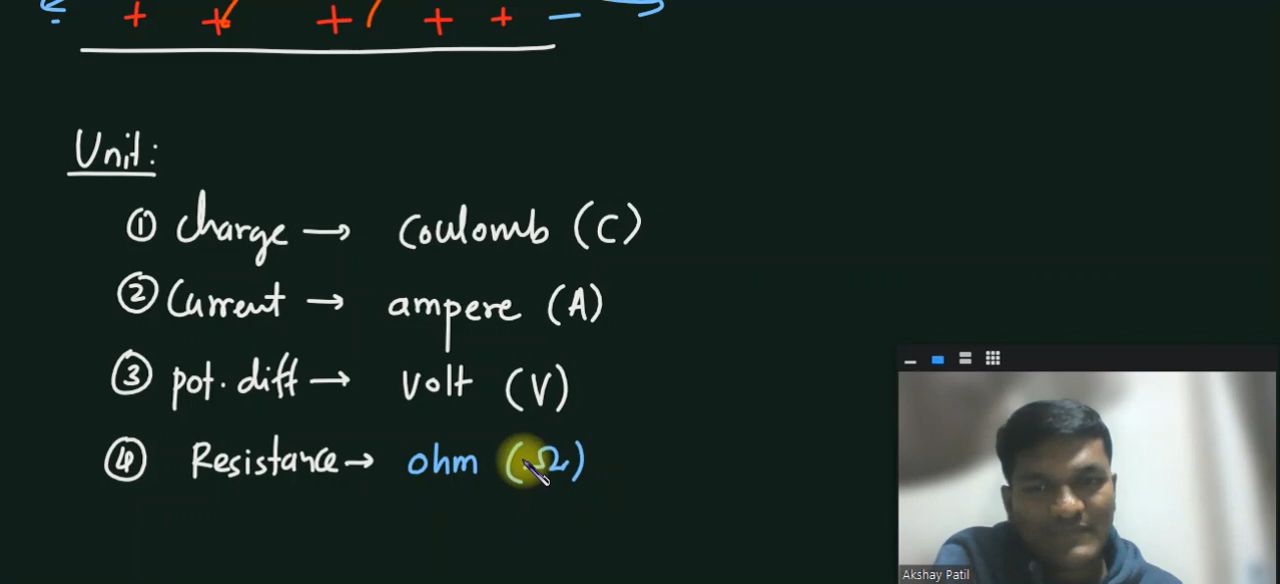 + + + + + −
Unit:
① charge → Coulomb (C)
② Current → ampere (A)
③ pot. diff → Volt (V)
④ Resistance → ohm (Ω)
Akshay Patil